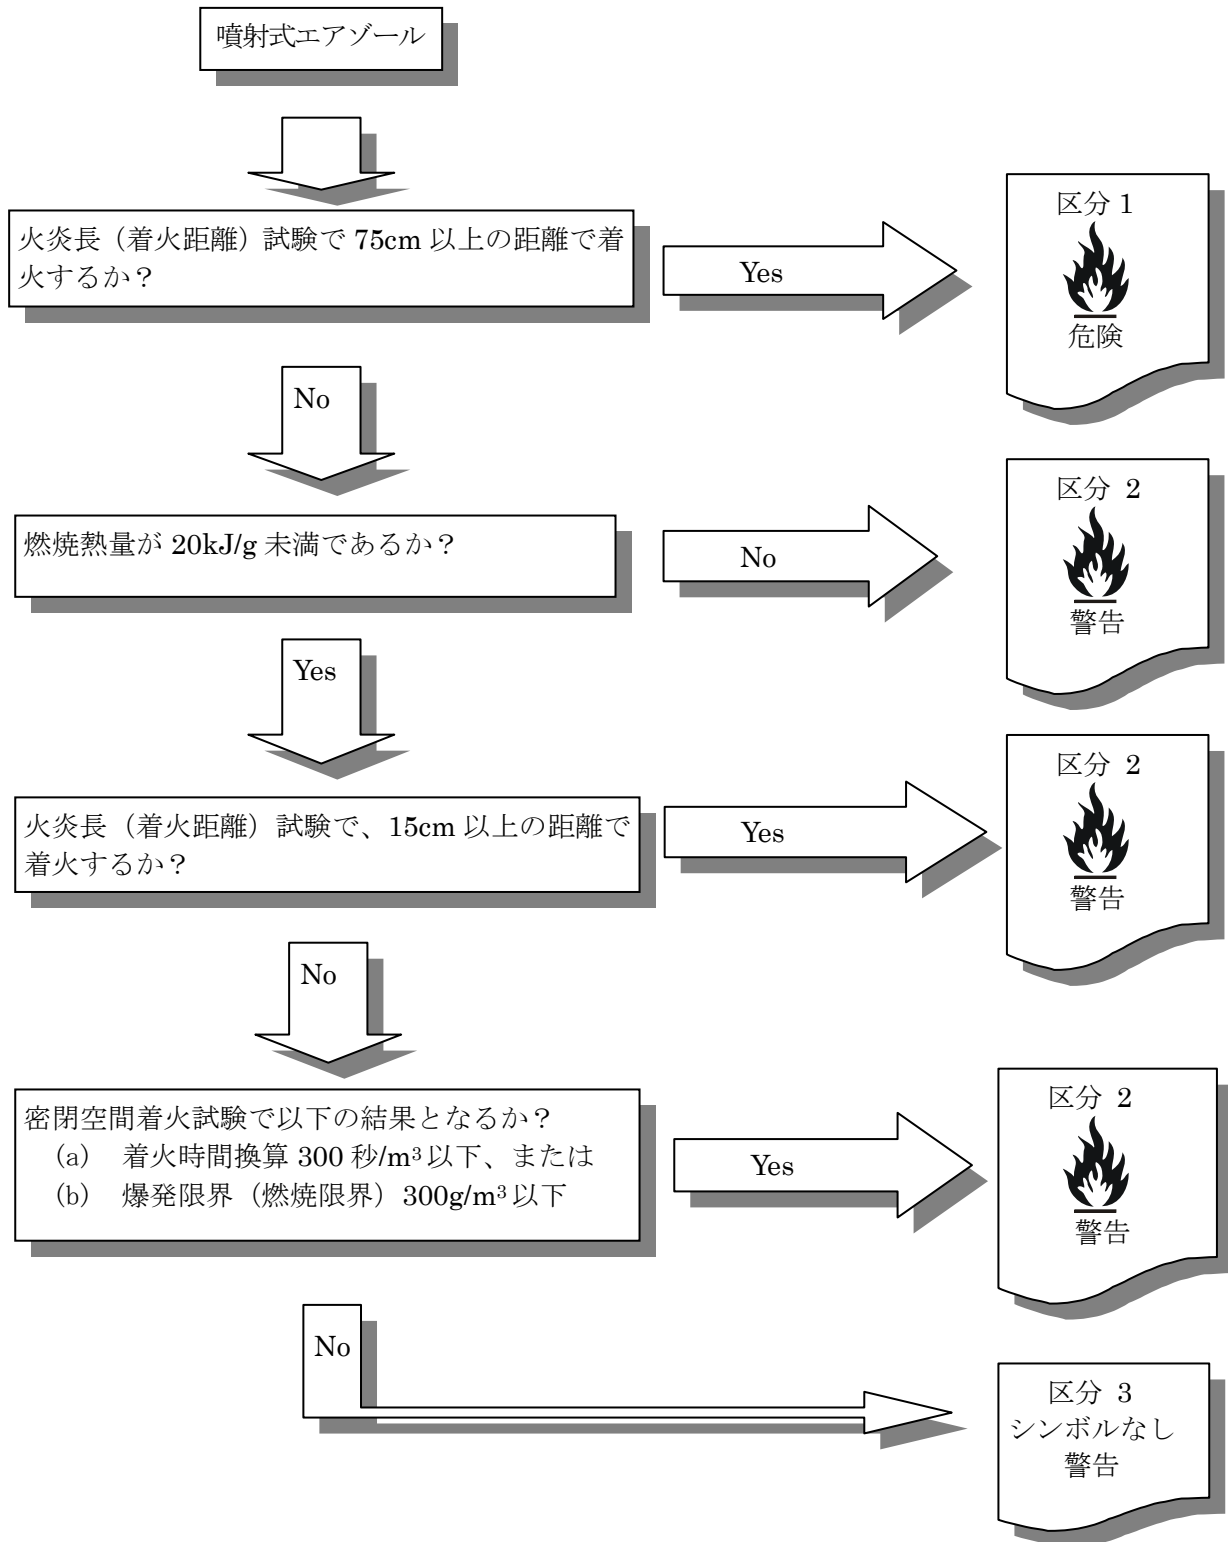 噴射式エアゾール
火炎長（着火距離）試験で 75cm 以上の距離で着
火するか？
Yes
区分 1
危険
No
燃焼熱量が 20kJ/g 未満であるか？
No
区分 2
警告
Yes
火炎長（着火距離）試験で、15cm 以上の距離で
着火するか？
Yes
区分 2
警告
No
密閉空間着火試験で以下の結果となるか？
(a) 着火時間換算 300 秒/m³以下、または
(b) 爆発限界（燃焼限界）300g/m³以下
Yes
区分 2
警告
No
区分 3
シンボルなし
警告